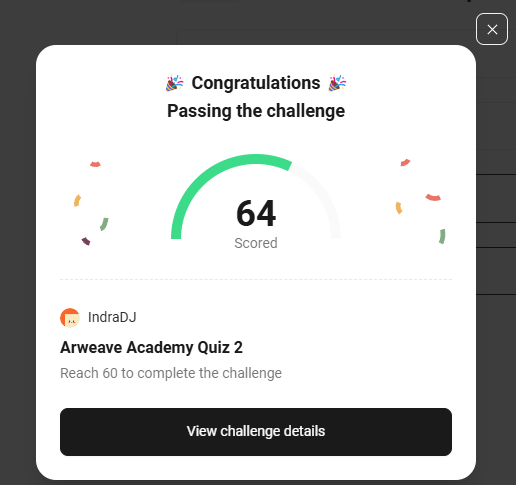 Congratulations
Passing the challenge
64
Scored
IndraDJ
Arweave Academy Quiz 2
Reach 60 to complete the challenge
View challenge details